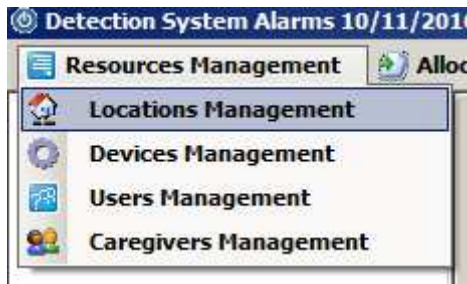 Detection System Alarms 10/11/201
Resources Management
Locations Management
Devices Management
Users Management
Caregivers Management